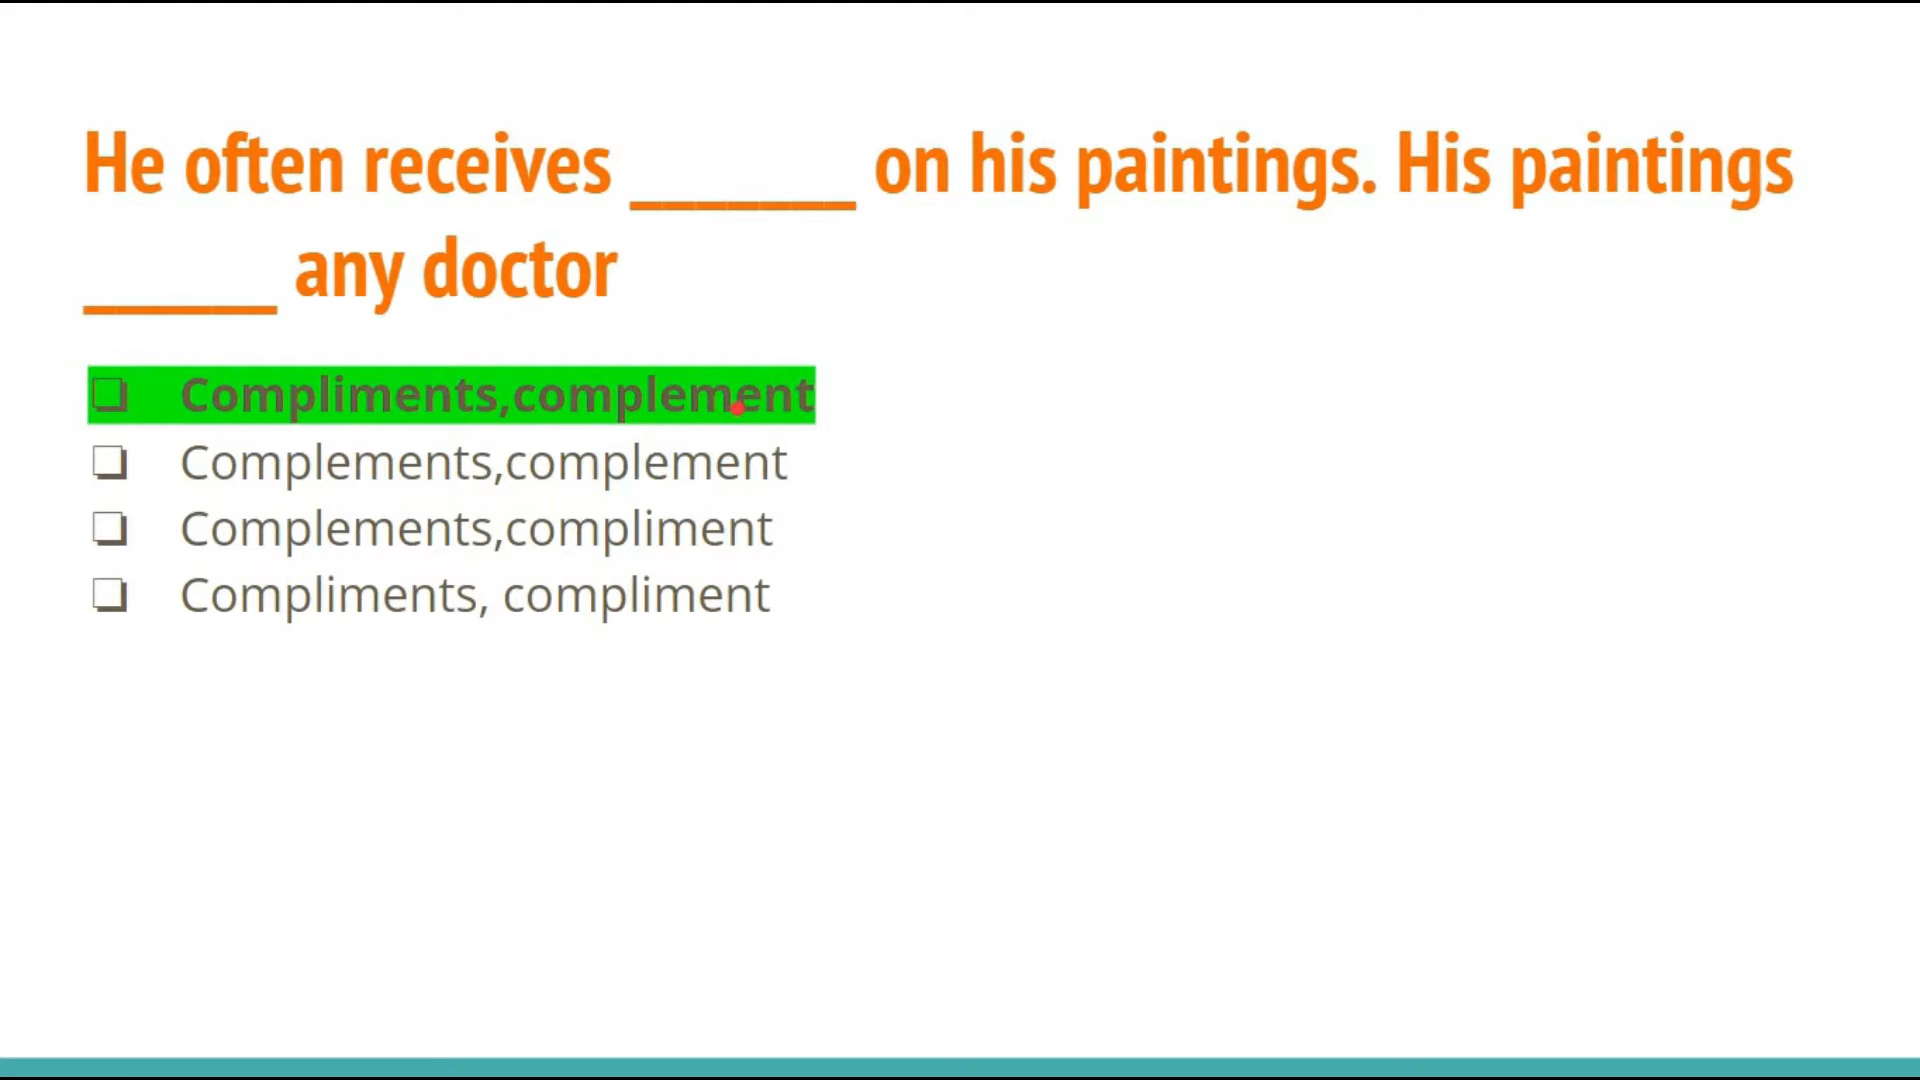 He often receives _______ on his paintings. His paintings
______ any doctor
❏ Compliments,complement
❏ Complements,complement
❏ Complements,compliment
❏ Compliments, compliment